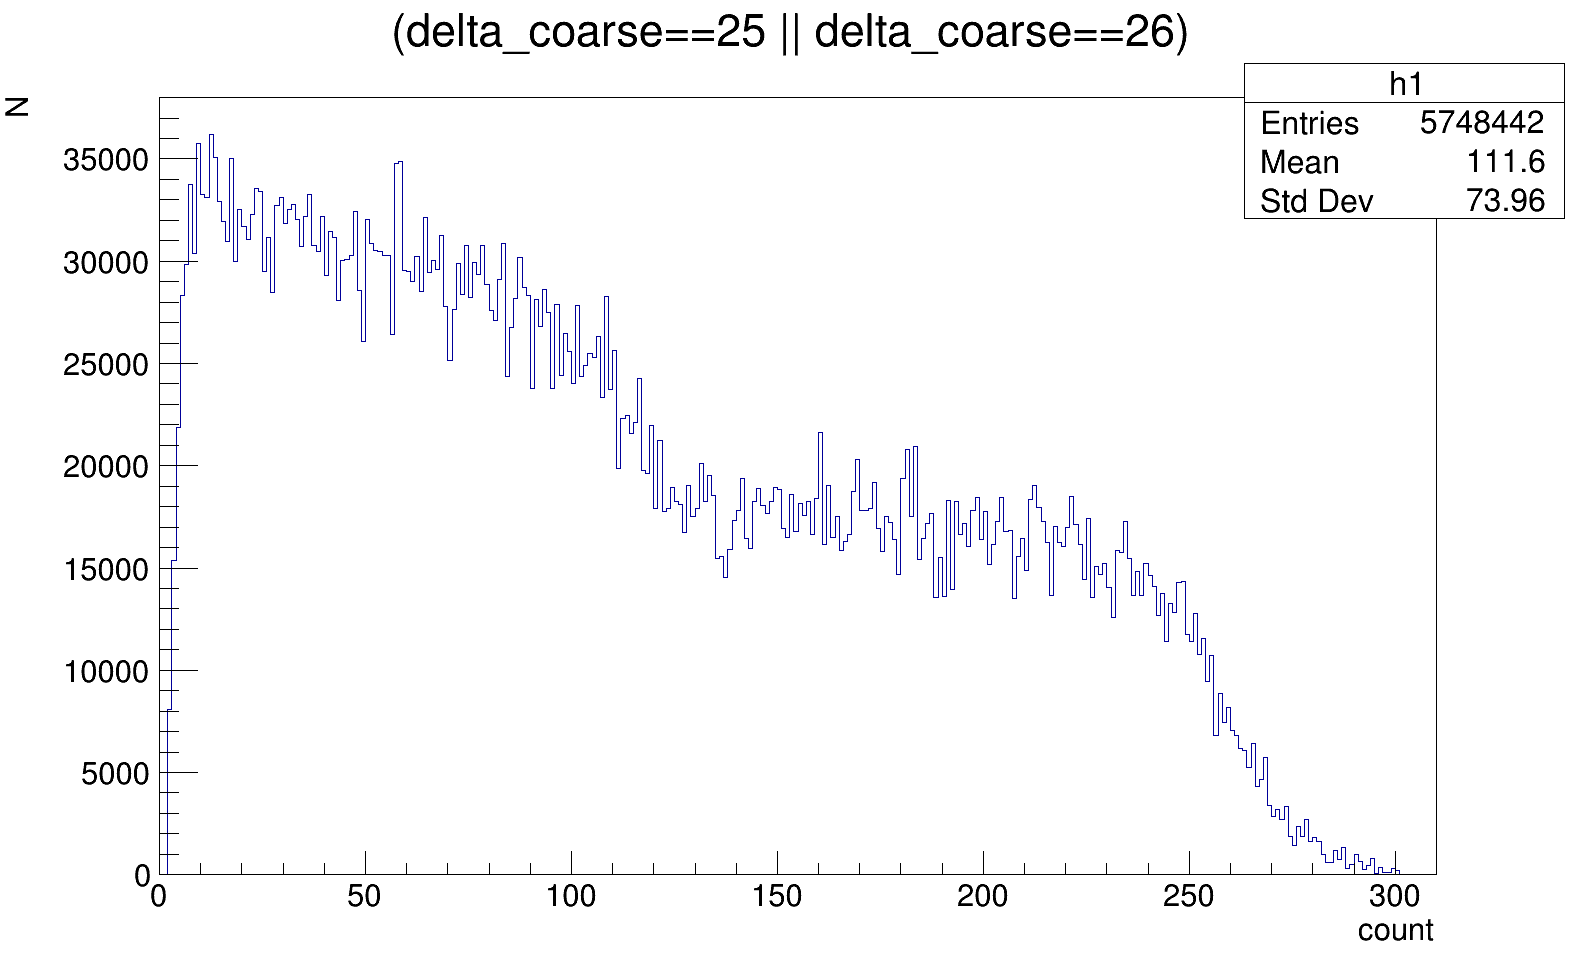 (delta_coarse==25 || delta_coarse==26)
h1
Entries 5748442
Mean 111.6
Std Dev 73.96
N
35000
30000
25000
20000
15000
10000
5000
0
0 50 100 150 200 250 300
count